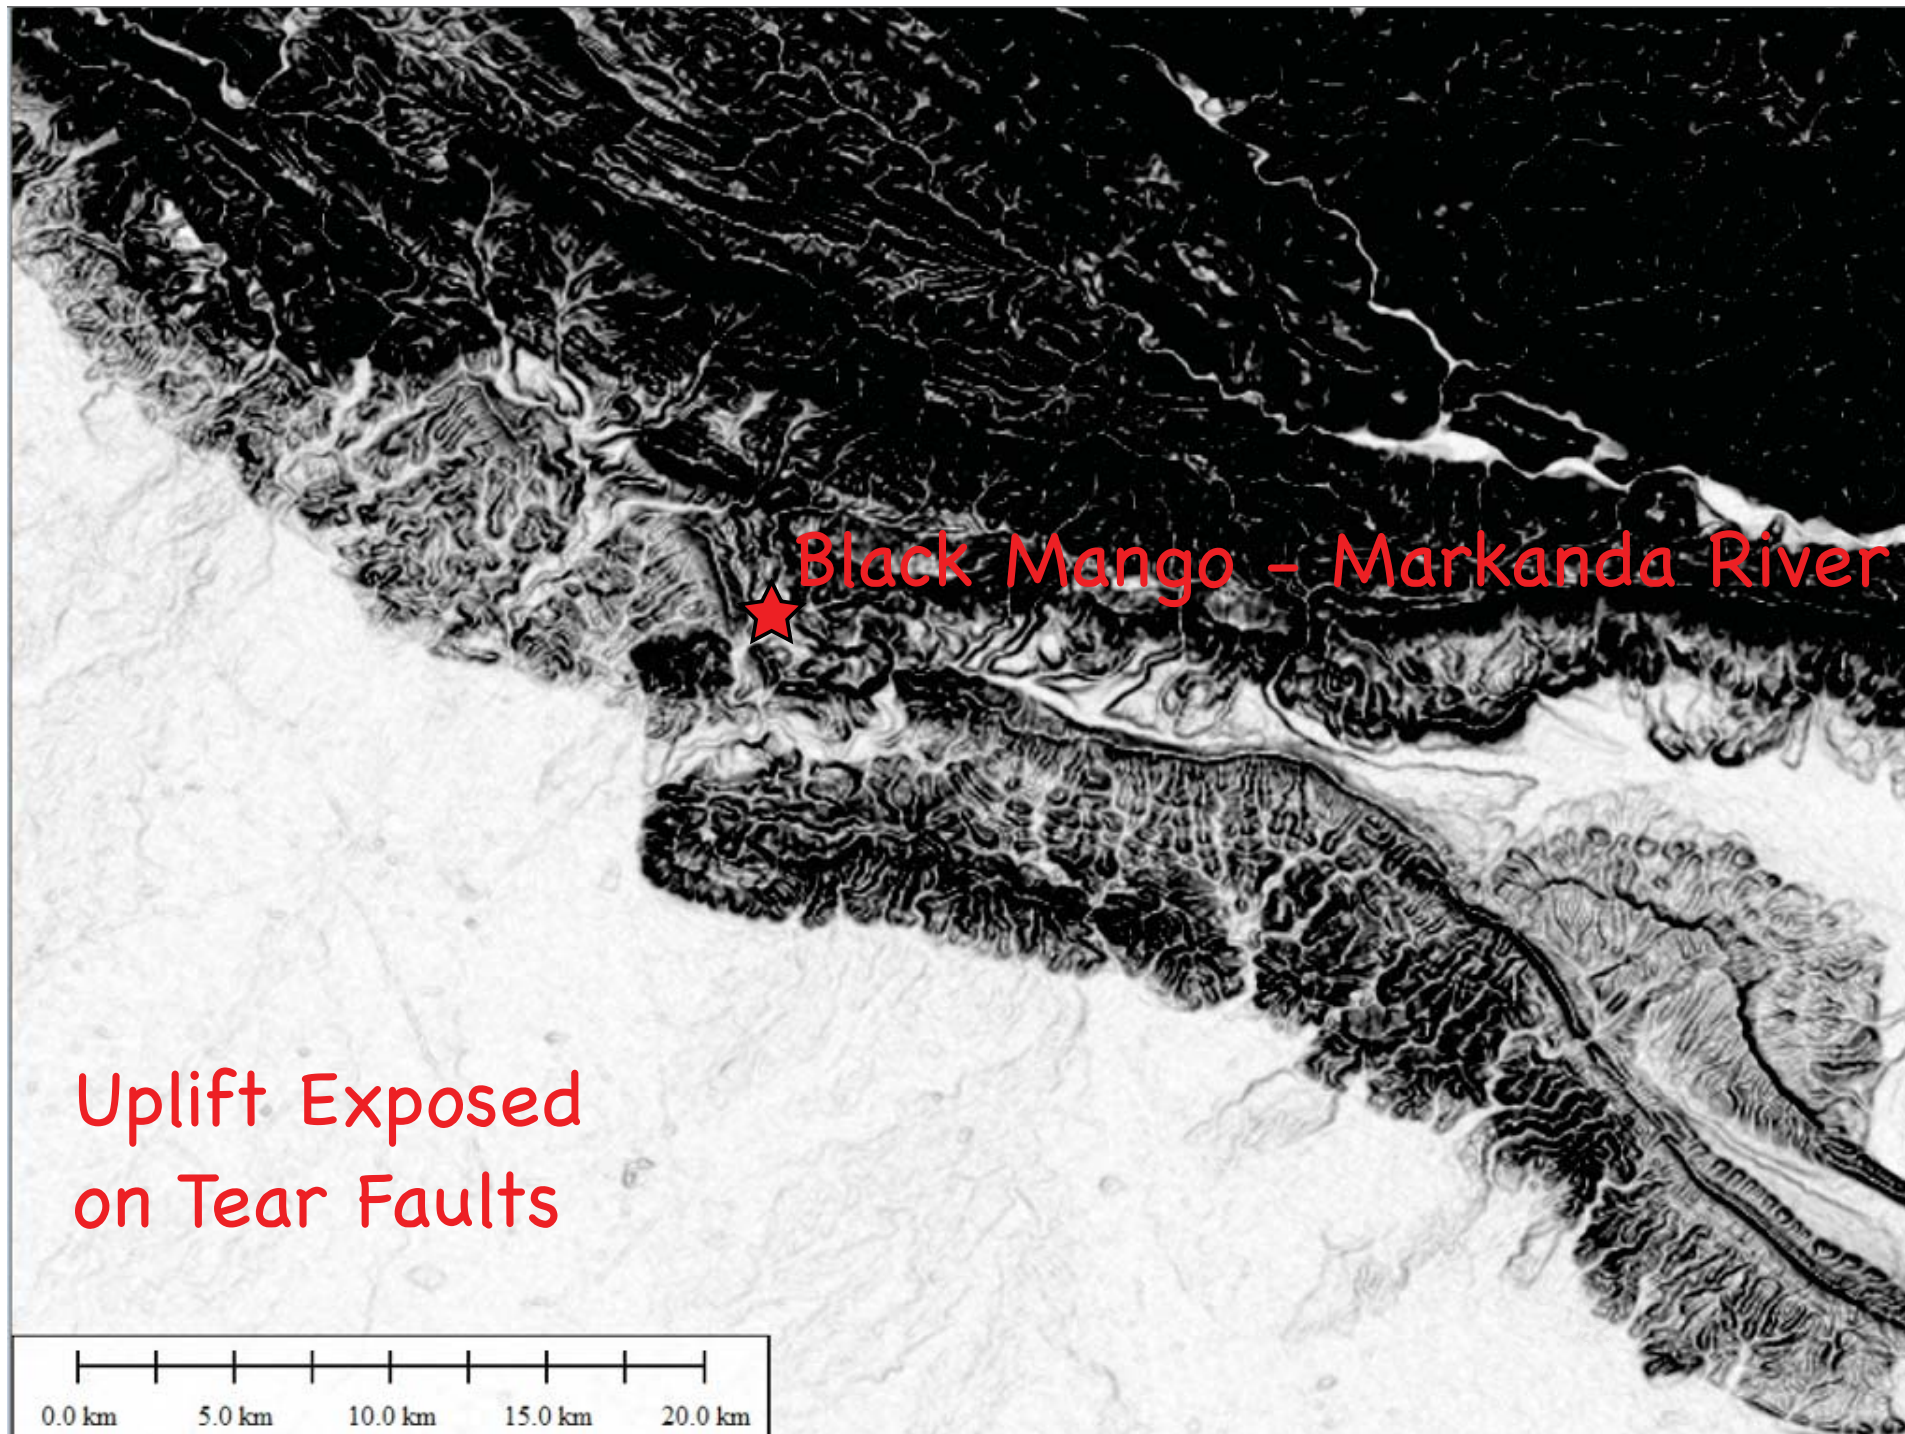 Black Mango - Markanda River
Uplift Exposed
on Tear Faults
0.0 km 5.0 km 10.0 km 15.0 km 20.0 km